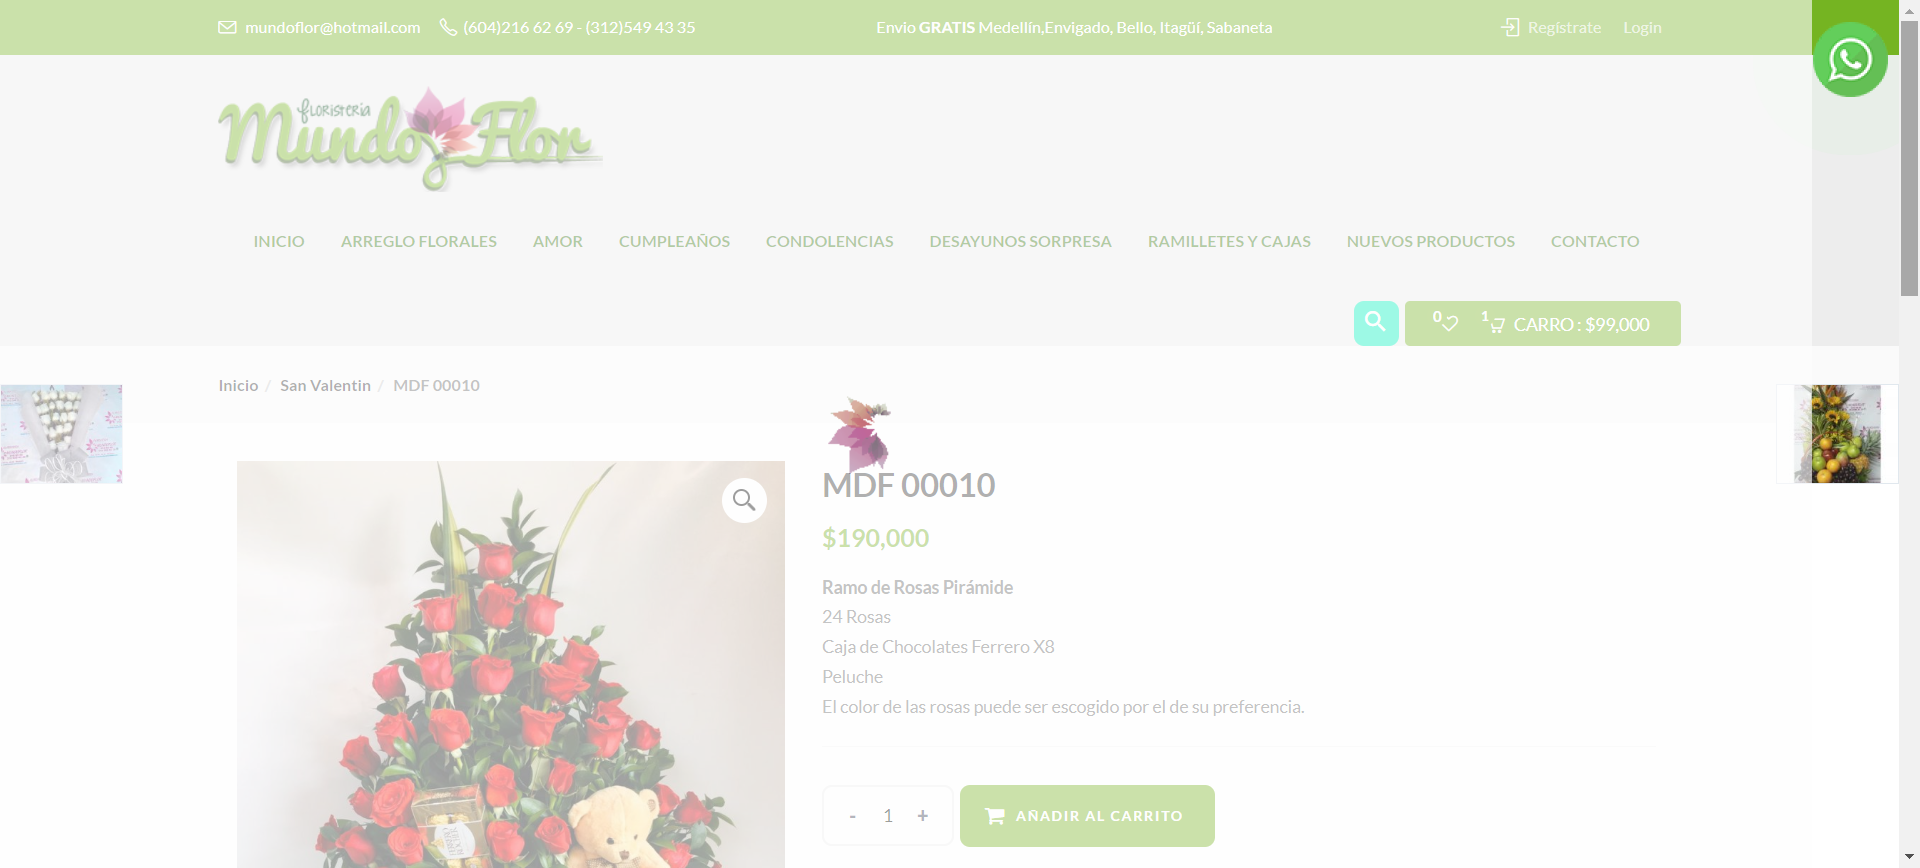 mundoflor@hotmail.com
(604)216 62 69 - (312)549 43 35
Envio GRATIS Medellín,Envigado, Bello, Itagüí, Sabaneta
Regístrate
Login
FLORISTERIA
Mundo Flor
INICIO
ARREGLO FLORALES
AMOR
CUMPLEAÑOS
CONDOLENCIAS
DESAYUNOS SORPRESA
RAMILLETES Y CAJAS
NUEVOS PRODUCTOS
CONTACTO
0
1
CARRO : $99,000
Inicio / San Valentin / MDF 00010
MDF 00010
$190,000
Ramo de Rosas Pirámide
24 Rosas
Caja de Chocolates Ferrero X8
Peluche
El color de las rosas puede ser escogido por el de su preferencia.
- 1 +
AÑADIR AL CARRITO